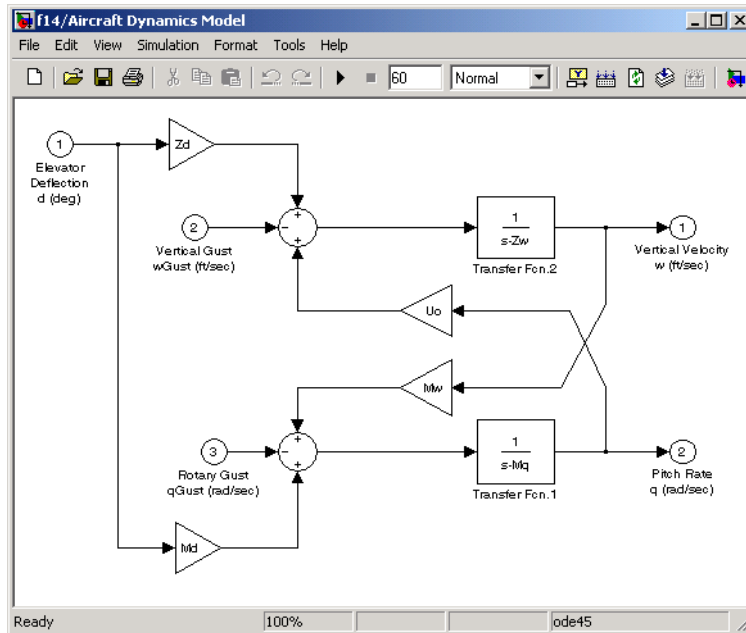 f14/Aircraft Dynamics Model
File Edit View Simulation Format Tools Help
60 Normal
1
Elevator
Deflection
d (deg)
Zd
2
Vertical Gust
wGust (ft/sec)
1
s-Zw
Transfer Fcn.2
1
Vertical Velocity
w (ft/sec)
Uo
Mw
3
Rotary Gust
qGust (rad/sec)
1
s-Mq
Transfer Fcn.1
2
Pitch Rate
q (rad/sec)
Md
Ready 100% ode45